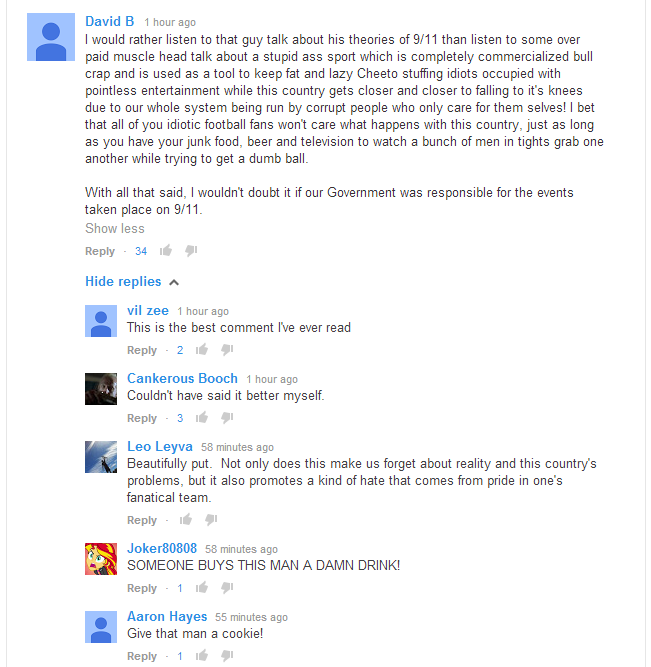 David B 1 hour ago
I would rather listen to that guy talk about his theories of 9/11 than listen to some over
paid muscle head talk about a stupid ass sport which is completely commercialized bull
crap and is used as a tool to keep fat and lazy Cheeto stuffing idiots occupied with
pointless entertainment while this country gets closer and closer to falling to it's knees
due to our whole system being run by corrupt people who only care for them selves! I bet
that all of you idiotic football fans won't care what happens with this country, just as long
as you have your junk food, beer and television to watch a bunch of men in tights grab one
another while trying to get a dumb ball.
With all that said, I wouldn't doubt it if our Government was responsible for the events
taken place on 9/11.
Show less
Reply · 34
Hide replies
vil zee 1 hour ago
This is the best comment I've ever read
Reply · 2
Cankerous Booch 1 hour ago
Couldn't have said it better myself.
Reply · 3
Leo Leyva 58 minutes ago
Beautifully put. Not only does this make us forget about reality and this country's
problems, but it also promotes a kind of hate that comes from pride in one's
fanatical team.
Reply ·
Joker80808 58 minutes ago
SOMEONE BUYS THIS MAN A DAMN DRINK!
Reply · 1
Aaron Hayes 55 minutes ago
Give that man a cookie!
Reply · 1